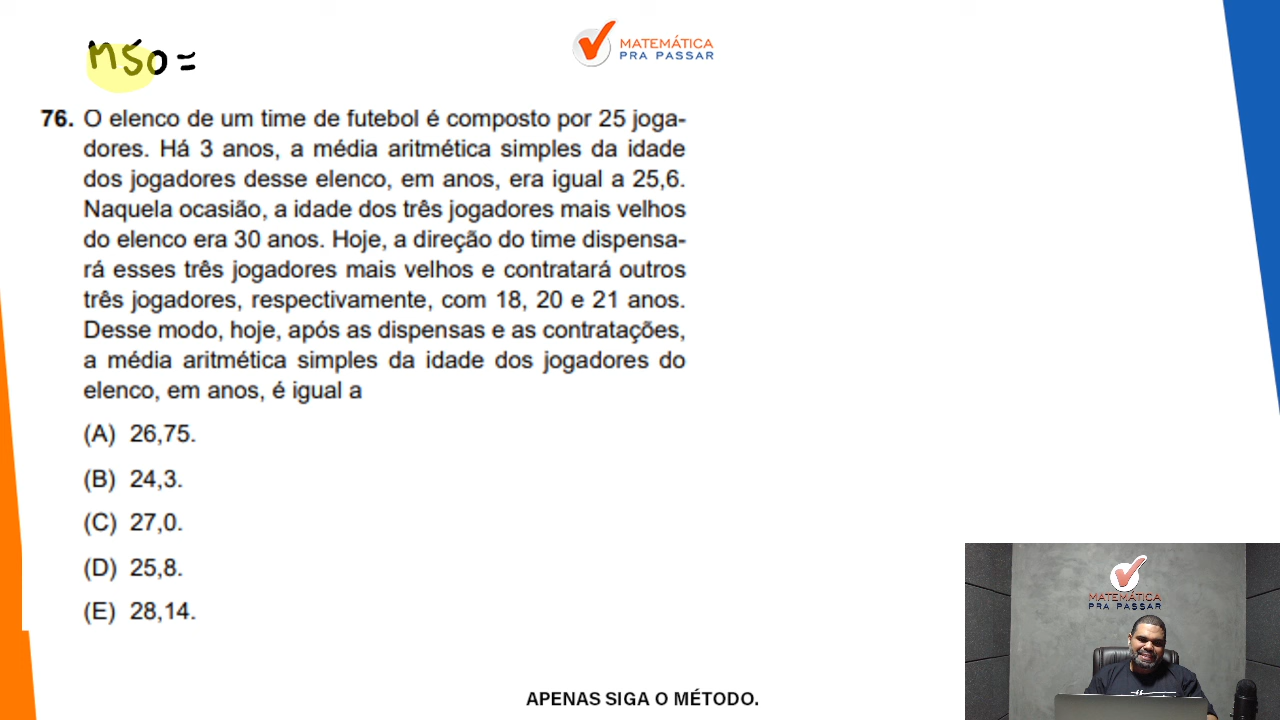 M50 =
MATEMÁTICA
PRA PASSAR
76. O elenco de um time de futebol é composto por 25 joga-
dores. Há 3 anos, a média aritmética simples da idade
dos jogadores desse elenco, em anos, era igual a 25,6.
Naquela ocasião, a idade dos três jogadores mais velhos
do elenco era 30 anos. Hoje, a direção do time dispensa-
rá esses três jogadores mais velhos e contratará outros
três jogadores, respectivamente, com 18, 20 e 21 anos.
Desse modo, hoje, após as dispensas e as contratações,
a média aritmética simples da idade dos jogadores do
elenco, em anos, é igual a
(A) 26,75.
(B) 24,3.
(C) 27,0.
(D) 25,8.
(E) 28,14.
MATEMÁTICA
PRA PASSAR
APENAS SIGA O MÉTODO.